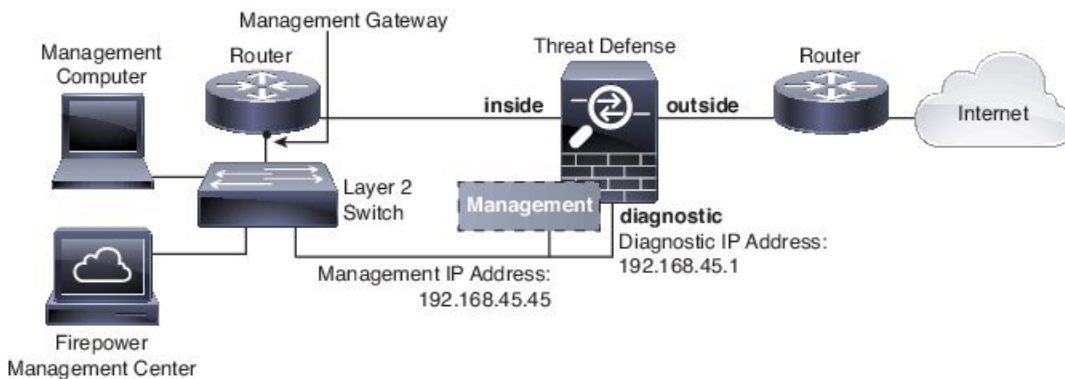 Management Gateway
Management
Computer
Router
Threat Defense
Router
inside
outside
Internet
Layer 2
Switch
Management
diagnostic
Diagnostic IP Address:
192.168.45.1
Management IP Address:
192.168.45.45
Firepower
Management Center